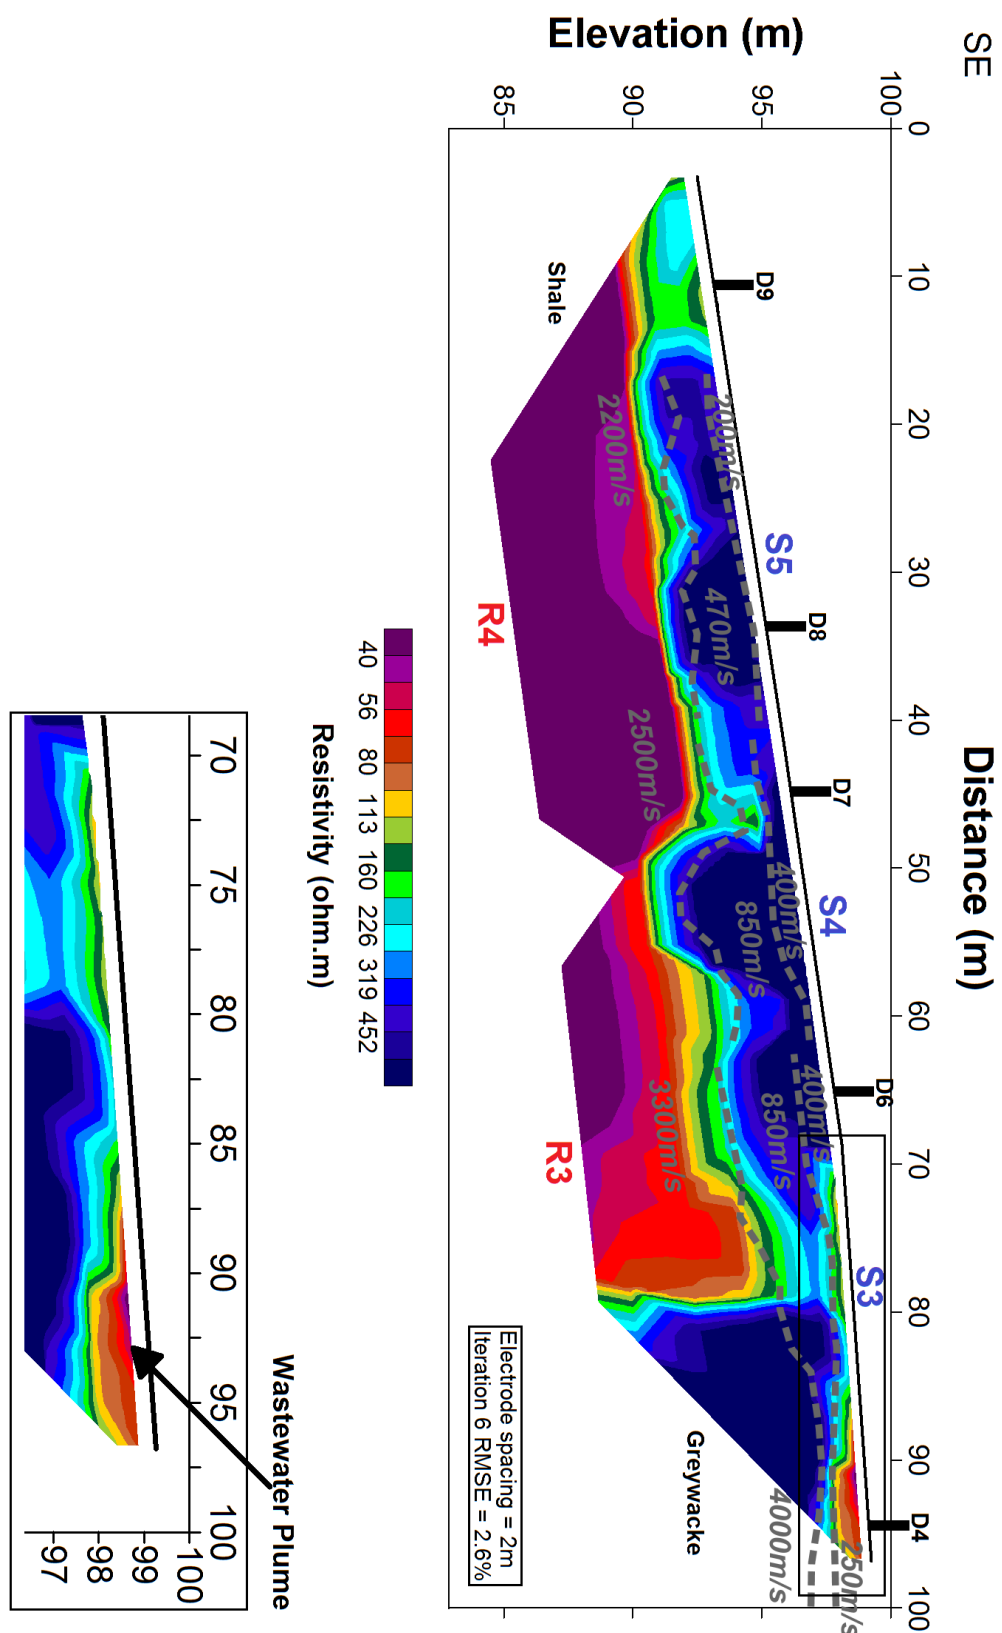 SE
Distance (m)
0
10
20
30
40
50
60
70
80
90
100
Elevation (m)
100
95
90
85
D9
D8
D7
D6
D4
S5
S4
S3
200m/s
470m/s
400m/s
850m/s
400m/s
850m/s
250m/s
4000m/s
2200m/s
2500m/s
3300m/s
Shale
Greywacke
R4
R3
Electrode spacing = 2m
Iteration 6 RMSE = 2.6%
40
56
80
113
160
226
319
452
Resistivity (ohm.m)
Wastewater Plume
70
75
80
85
90
95
100
100
99
98
97